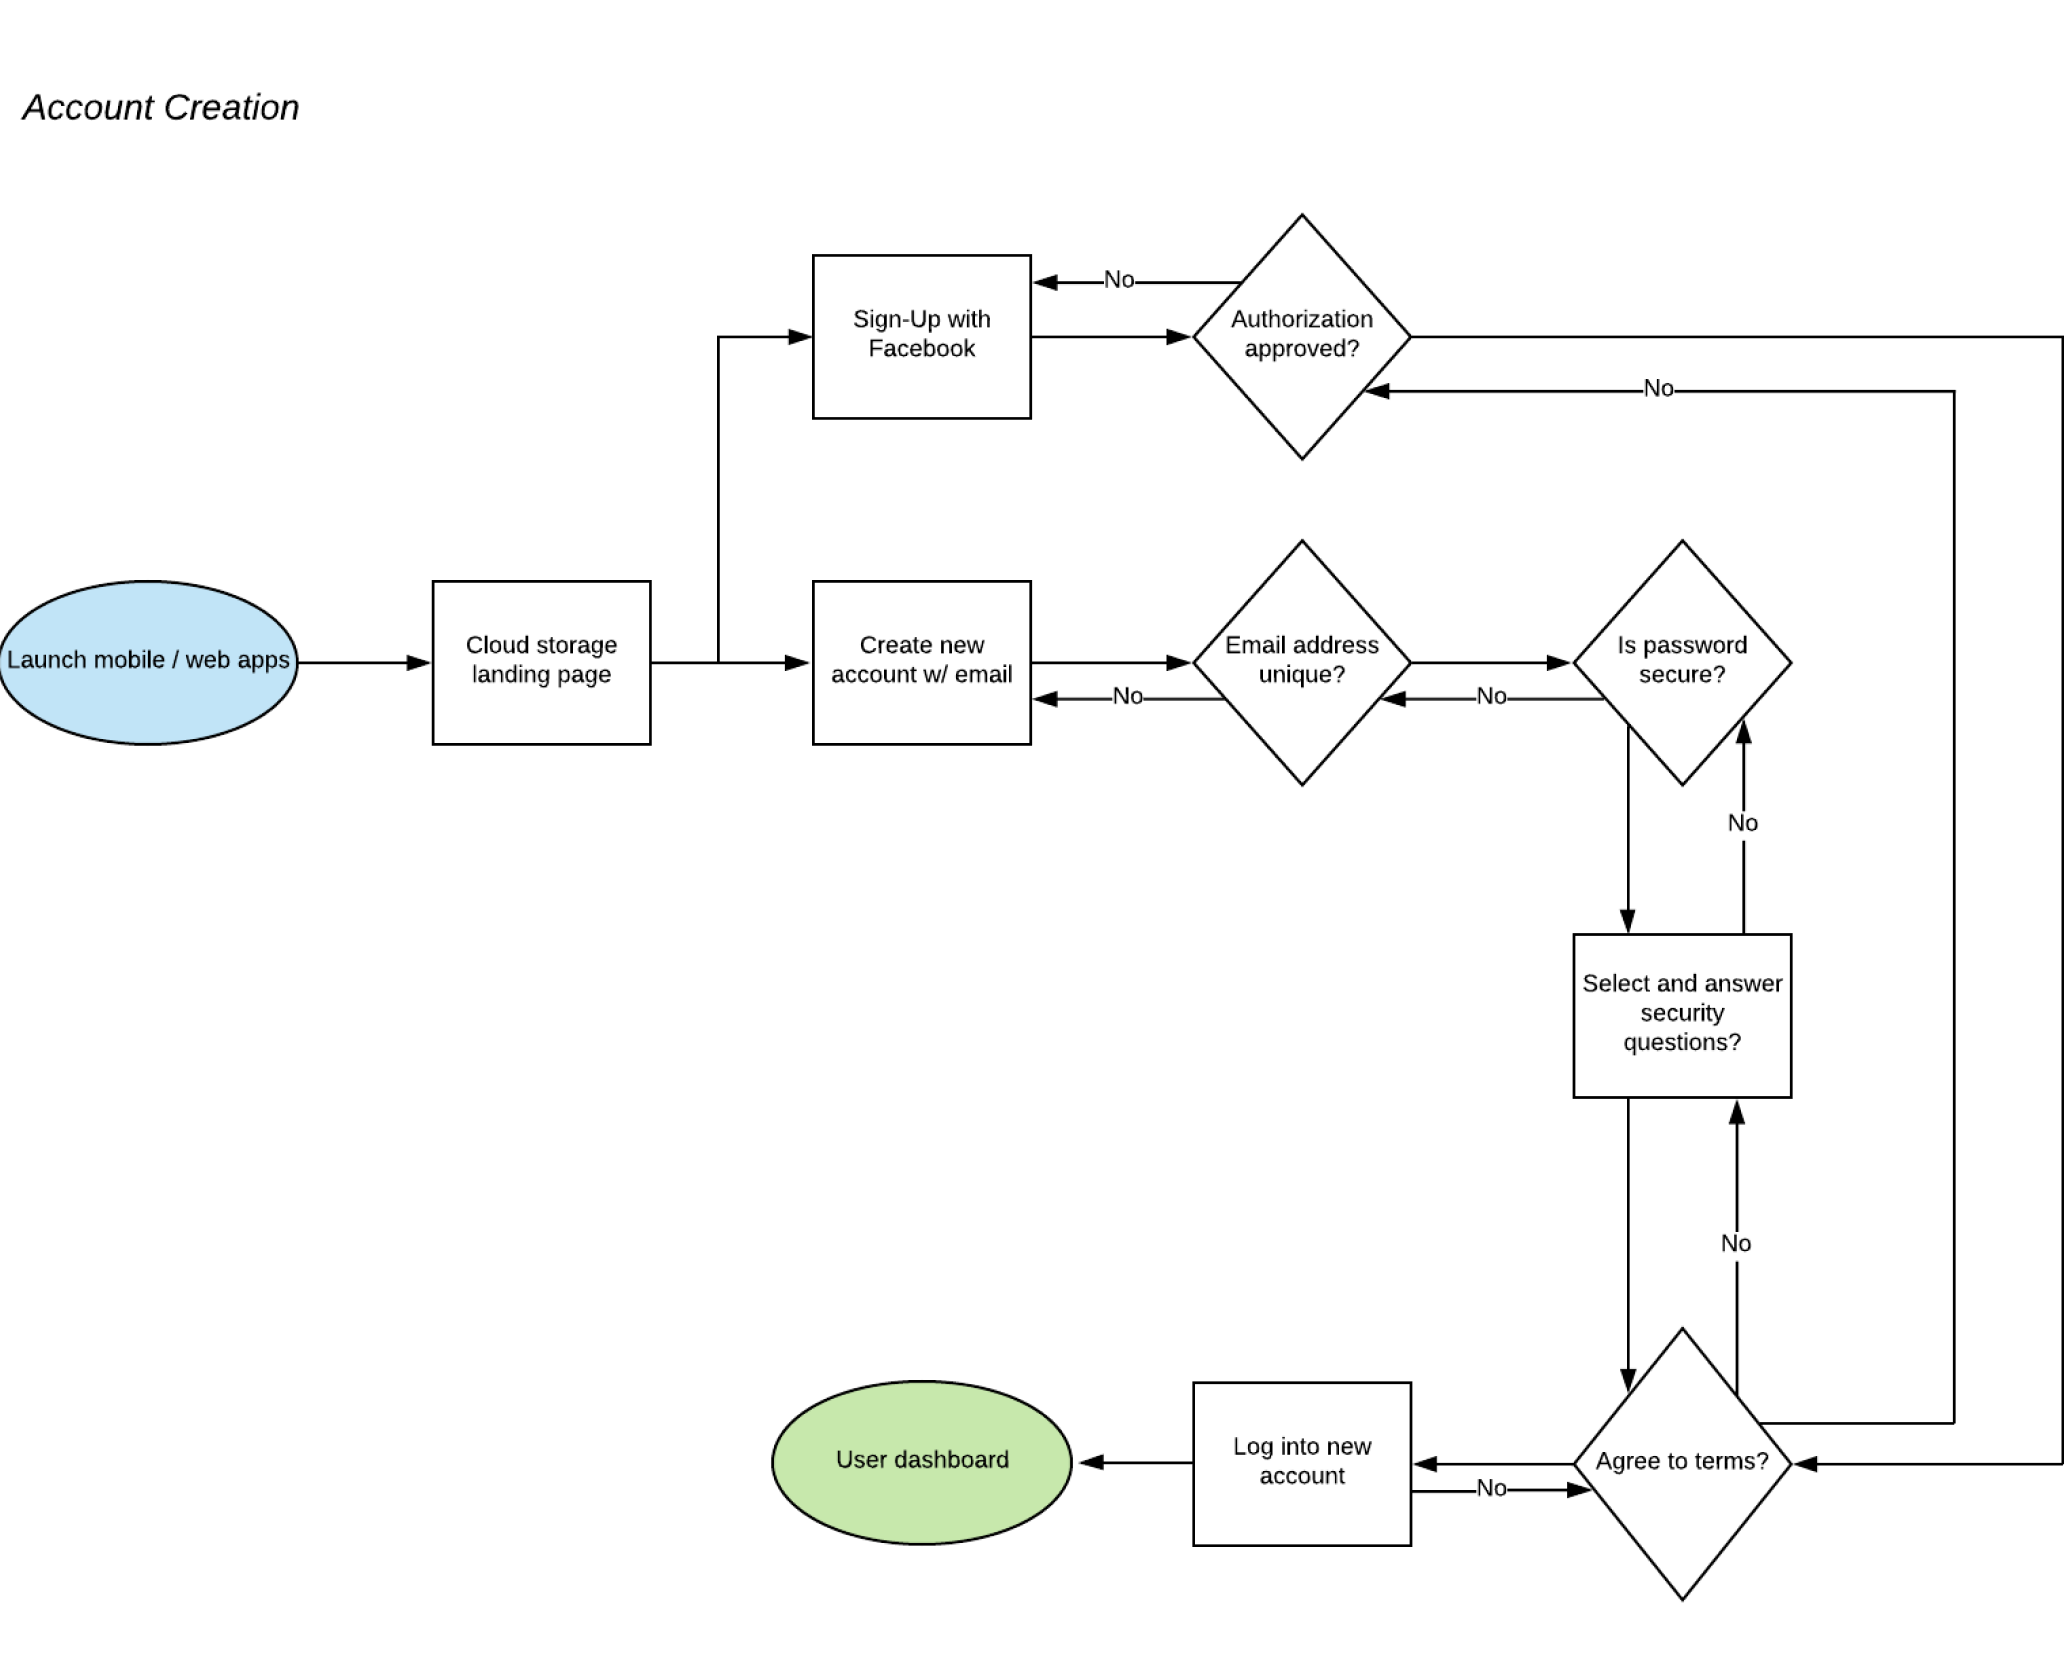 Account Creation
No
Sign-Up with
Facebook
Authorization
approved?
No
Launch mobile / web apps
Cloud storage
landing page
Create new
account w/ email
Email address
unique?
Is password
secure?
No
No
No
Select and answer
security
questions?
No
User dashboard
Log into new
account
Agree to terms?
No